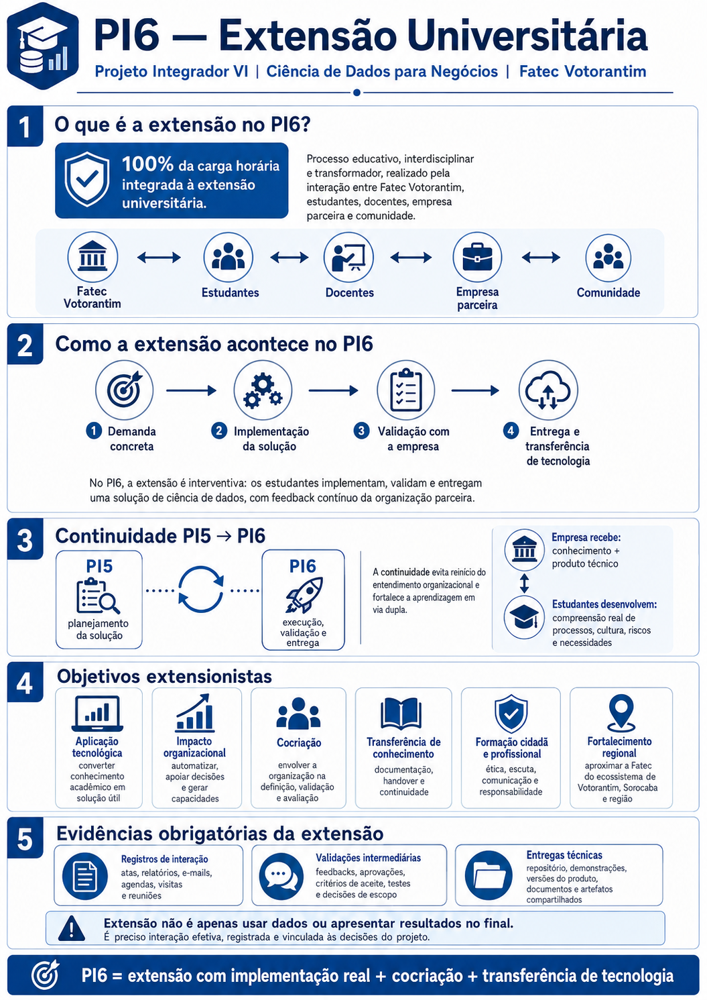 PI6 — Extensão Universitária
Projeto Integrador VI | Ciência de Dados para Negócios | Fatec Votorantim
1
O que é a extensão no PI6?
100% da carga horária
integrada à extensão
universitária.
Processo educativo, interdisciplinar
e transformador, realizado pela
interação entre Fatec Votorantim,
estudantes, docentes, empresa
parceira e comunidade.
Fatec
Votorantim
Estudantes
Docentes
Empresa
parceira
Comunidade
2
Como a extensão acontece no PI6
1 Demanda
concreta
2 Implementação
da solução
3 Validação com
a empresa
4 Entrega e
transferência
de tecnologia
No PI6, a extensão é interventiva: os estudantes implementam, validam e entregam
uma solução de ciência de dados, com feedback contínuo da organização parceira.
3
Continuidade PI5 → PI6
PI5
planejamento
da solução
PI6
execução,
validação e
entrega
A continuidade evita reinício do
entendimento organizacional e
fortalece a aprendizagem em
via dupla.
Empresa recebe:
conhecimento +
produto técnico
Estudantes desenvolvem:
compreensão real de
processos, cultura, riscos
e necessidades
4
Objetivos extensionistas
Aplicação
tecnológica
converter
conhecimento
acadêmico em
solução útil
Impacto
organizacional
automatizar,
apoiar decisões
e gerar
capacidades
Cocriação
envolver a
organização na
definição, validação
e avaliação
Transferência de
conhecimento
documentação,
handover e
continuidade
Formação cidadã
e profissional
ética, escuta,
comunicação e
responsabilidade
Fortalecimento
regional
aproximar a Fatec
do ecossistema de
Votorantim, Sorocaba
e região
5
Evidências obrigatórias da extensão
Registros de interação
atas, relatórios, e-mails,
agendas, visitas
e reuniões
Validações intermediárias
feedbacks, aprovações,
critérios de aceite, testes
e decisões de escopo
Entregas técnicas
repositório, demonstrações,
versões do produto,
documentos e artefatos
compartilhados
Extensão não é apenas usar dados ou apresentar resultados no final.
É preciso interação efetiva, registrada e vinculada às decisões do projeto.
PI6 = extensão com implementação real + cocriação + transferência de tecnologia